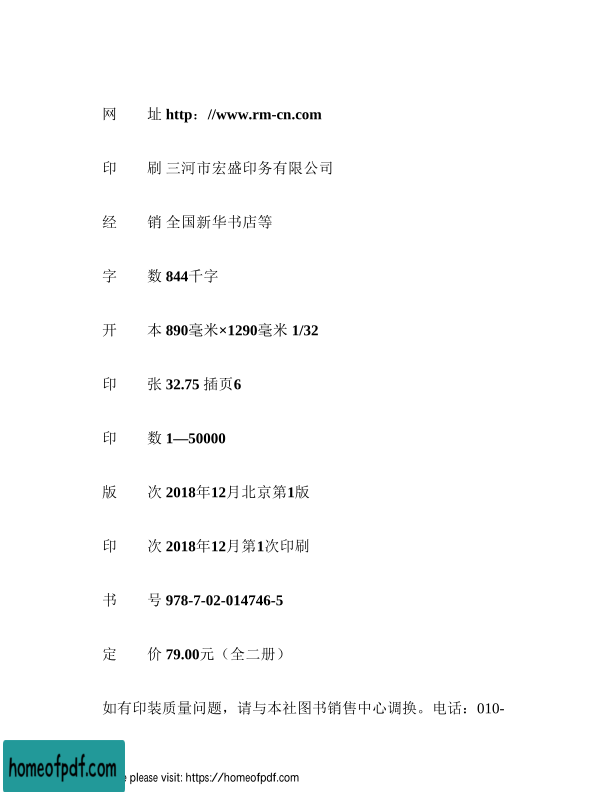 网　　址 http：//www.rm-cn.com
印　　刷 三河市宏盛印务有限公司
经　　销 全国新华书店等
字　　数 844千字
开　　本 890毫米×1290毫米 1/32
印　　张 32.75 插页6
印　　数 1—50000
版　　次 2018年12月北京第1版
印　　次 2018年12月第1次印刷
书　　号 978-7-02-014746-5
定　　价 79.00元（全二册）
如有印装质量问题，请与本社图书销售中心调换。电话：010-
homeofpdf.com please visit: https://homeofpdf.com